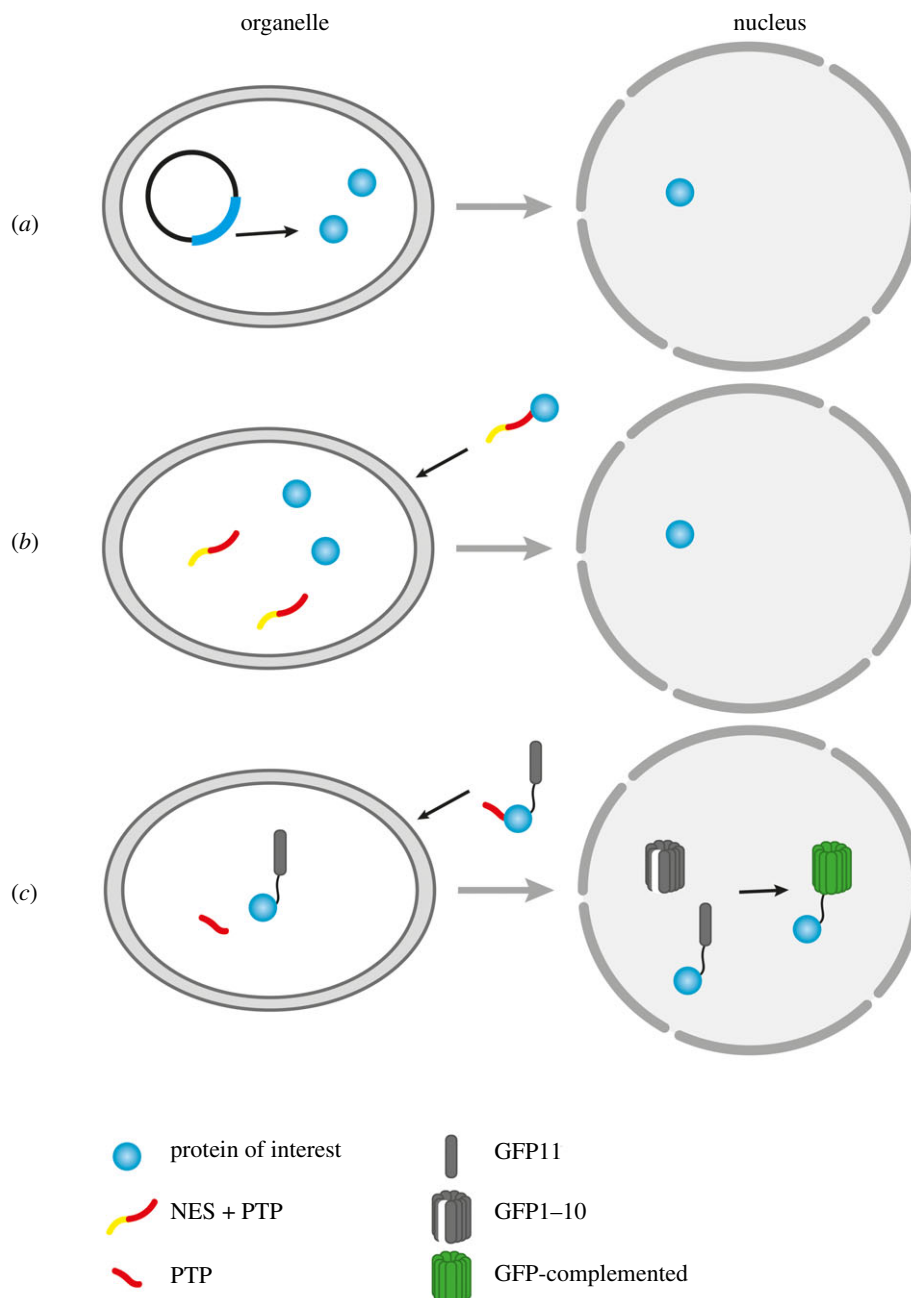 organelle
nucleus
(a)
(b)
(c)
protein of interest
NES + PTP
PTP
GFP11
GFP1–10
GFP-complemented